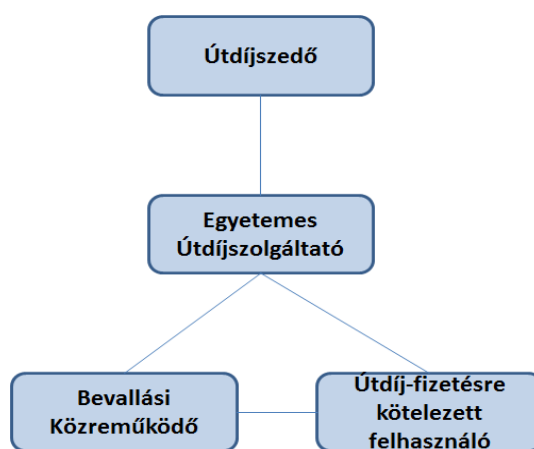 Útdíjszedő
Egyetemes
Útdíjszolgáltató
Bevallási
Közreműködő
Útdíj-fizetésre
kötelezett
felhasználó